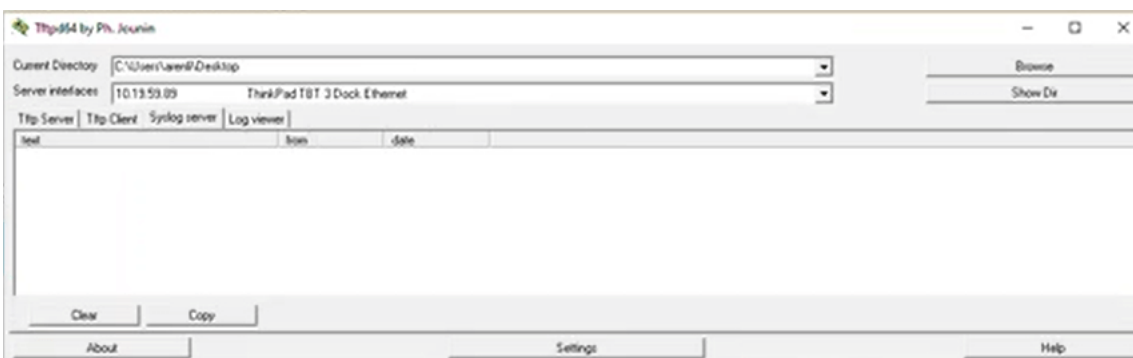 Tftpd64 by Ph. Jounin
Current Directory C:\Users\arenl\Desktop Browse
Server interfaces 10.19.59.89 ThinkPad TBT 3 Dock Ethernet Show Dir
Tftp Server Tftp Client Syslog server Log viewer
text from date
Clear Copy
About Settings Help